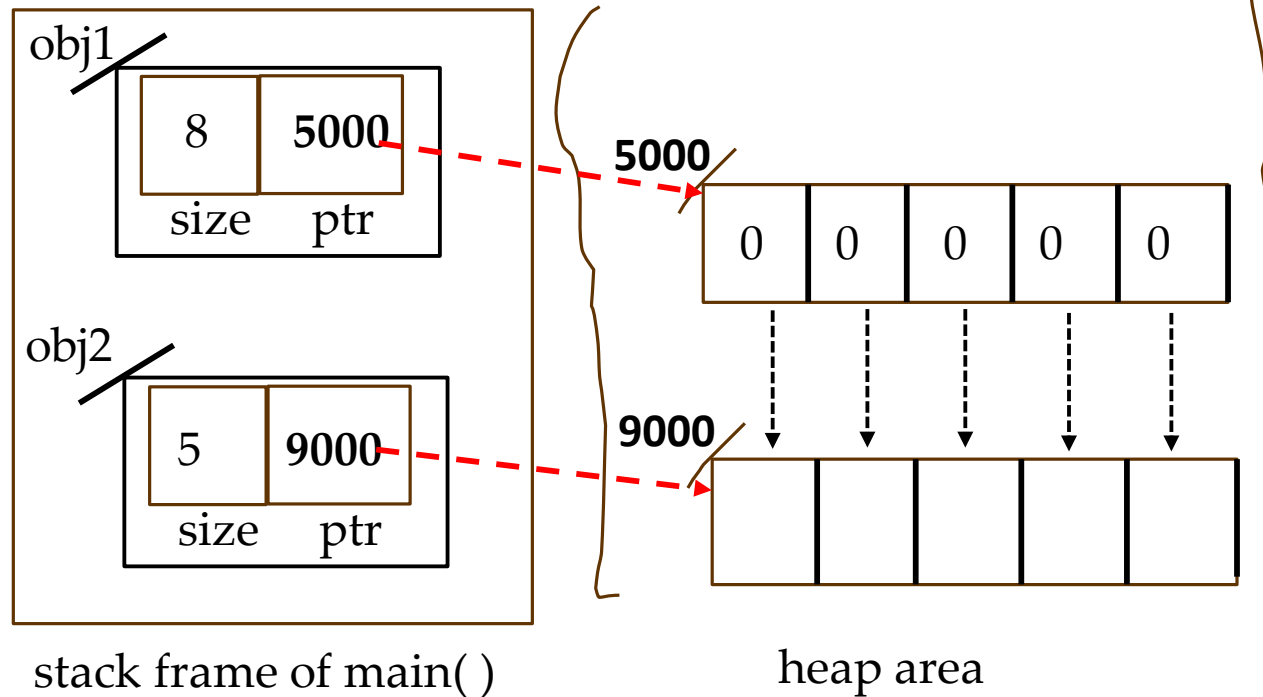 obj1
8 5000
size ptr
obj2
5 9000
size ptr
stack frame of main( )
5000
0 0 0 0 0
9000
heap area